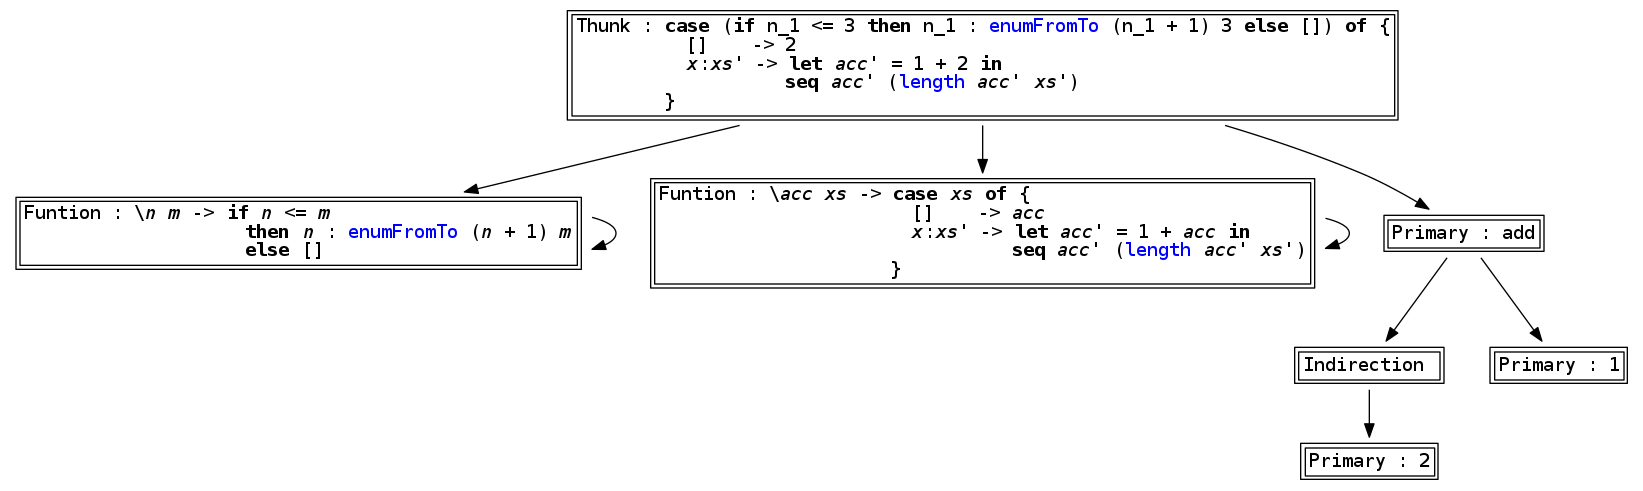 Thunk : case (if n_1 <= 3 then n_1 : enumFromTo (n_1 + 1) 3 else []) of {
[]    -> 2
x:xs' -> let acc' = 1 + 2 in
seq acc' (length acc' xs')
}
Funtion : \n m -> if n <= m
then n : enumFromTo (n + 1) m
else []
Funtion : \acc xs -> case xs of {
[]    -> acc
x:xs' -> let acc' = 1 + acc in
seq acc' (length acc' xs')
}
Primary : add
Indirection
Primary : 1
Primary : 2